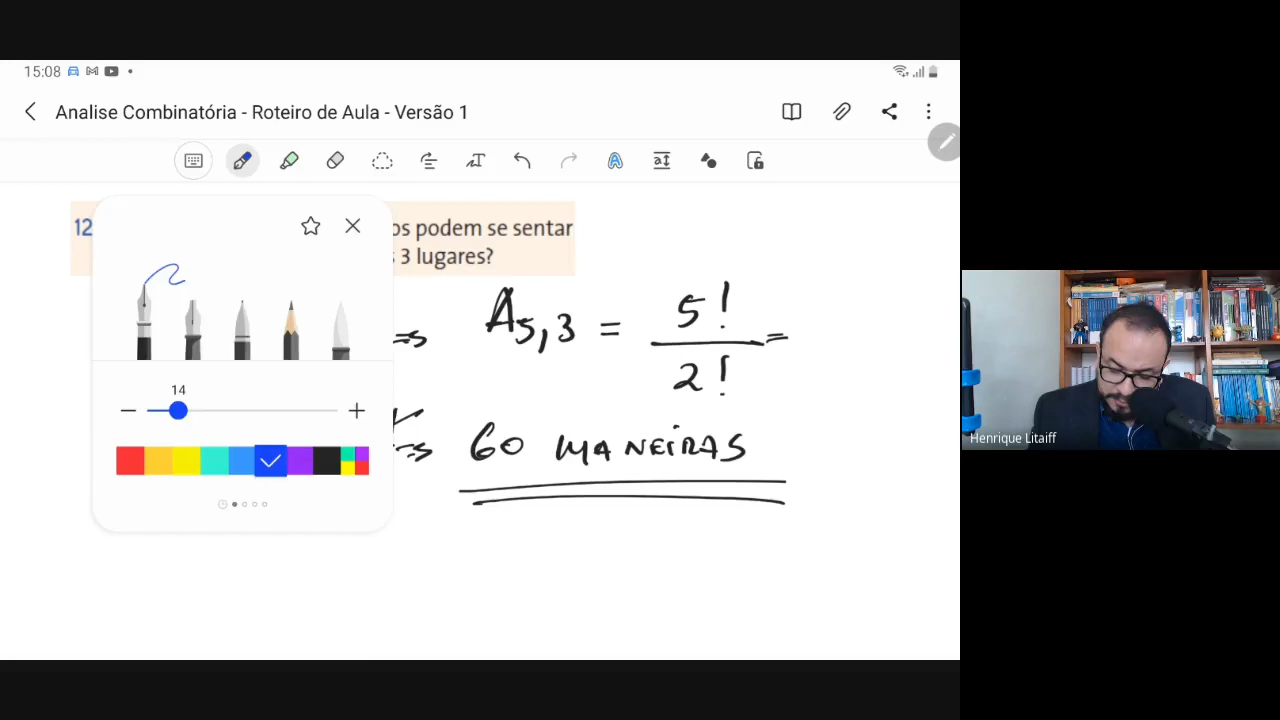 15:08
Analise Combinatória - Roteiro de Aula - Versão 1
12 os podem se sentar
s 3 lugares?
⇒ A5,3 = 5! / 2! =
14
⇒ 60 MANEIRAS
Henrique Litaiff